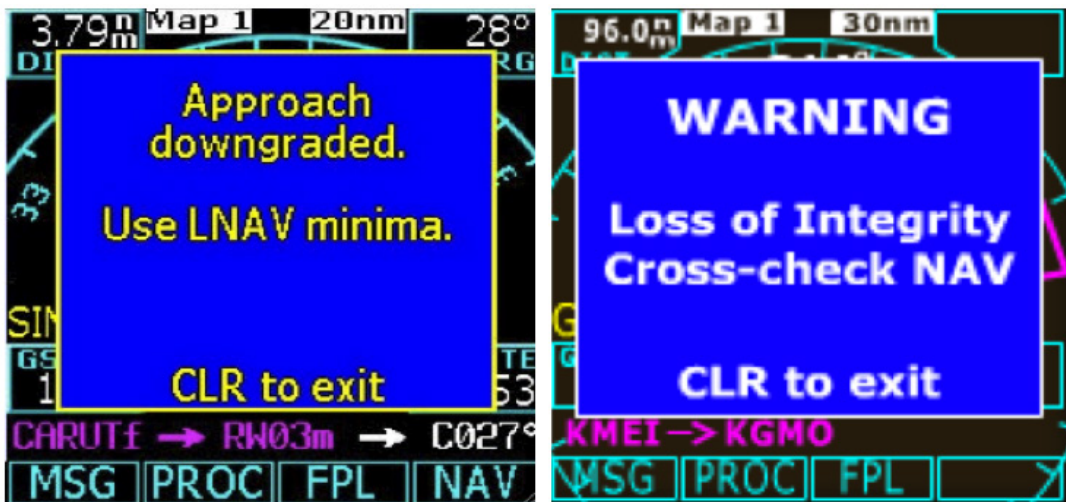 3.79nm Map 1 20nm 28°
Approach
downgraded.
Use LNAV minima.
CLR to exit
33
GS
CARUTf → RW03m → C027°
MSG PROC FPL NAV
96.0nm Map 1 30nm
WARNING
Loss of Integrity
Cross-check NAV
CLR to exit
KMEI–>KGMO
MSG PROC FPL